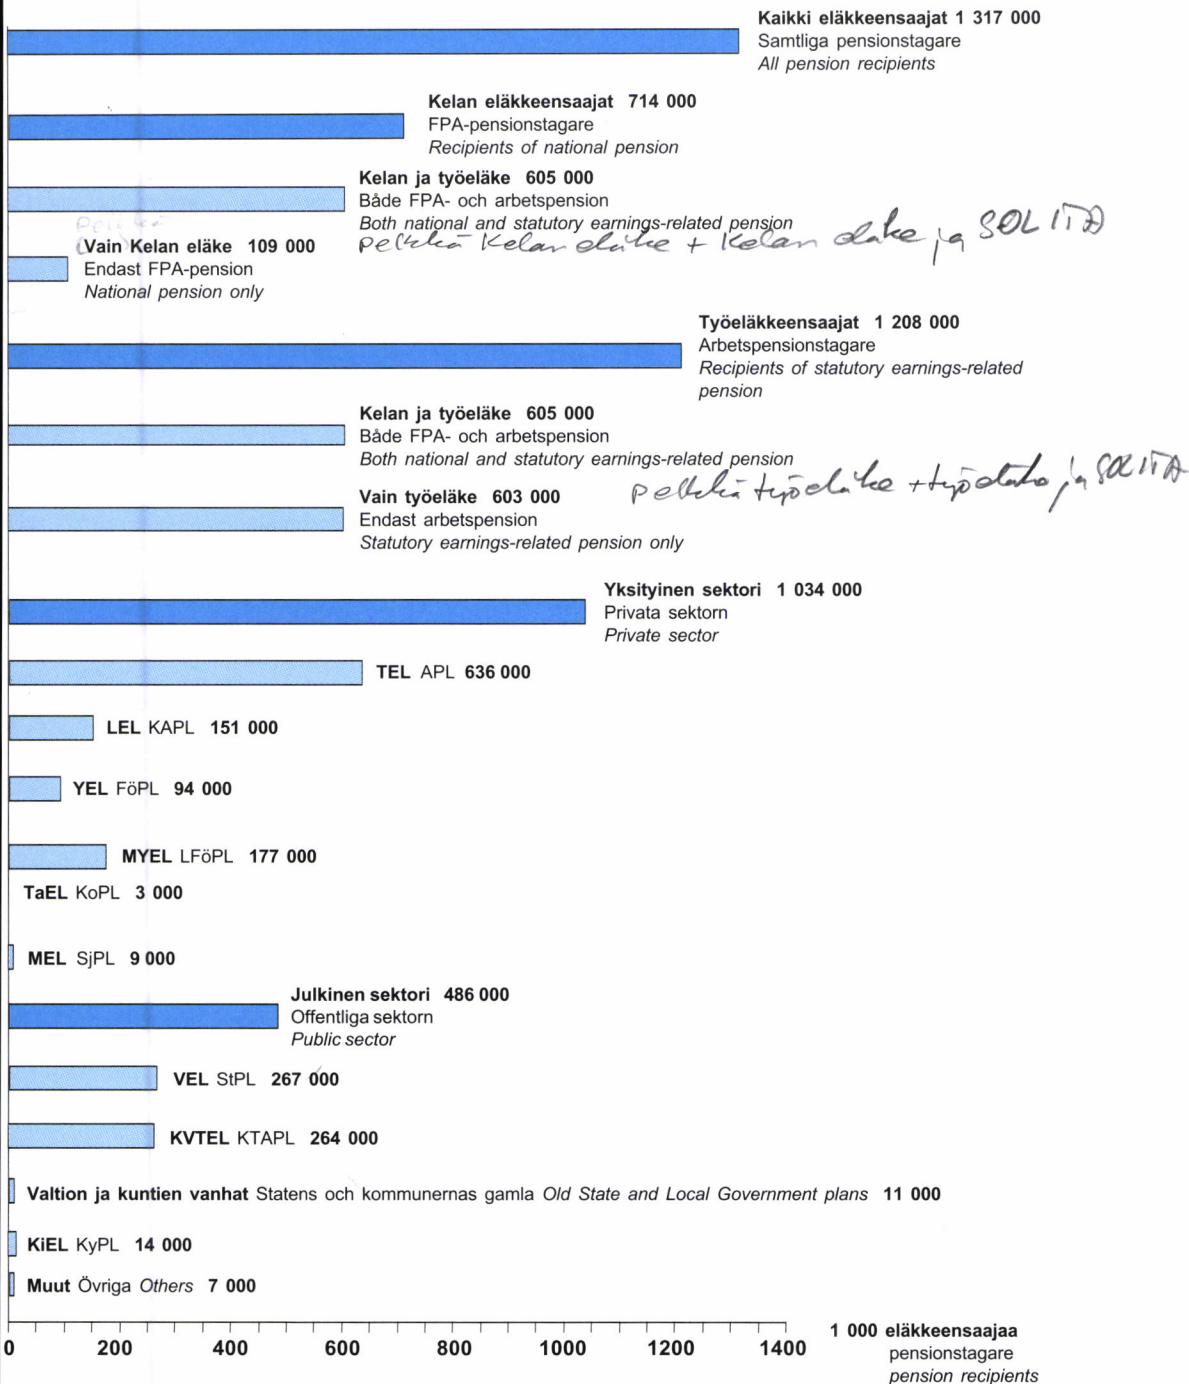 Kaikki eläkkeensaajat 1 317 000
Samtliga pensionstagare
All pension recipients
Kelan eläkkeensaajat 714 000
FPA-pensionstagare
Recipients of national pension
Kelan ja työeläke 605 000
Både FPA- och arbetspension
Both national and statutory earnings-related pension
pelkkä Kelan eläke + Kelan eläke ja SOLITA
Pelkkä
Vain Kelan eläke 109 000
Endast FPA-pension
National pension only
Työeläkkeensaajat 1 208 000
Arbetspensionstagare
Recipients of statutory earnings-related
pension
Kelan ja työeläke 605 000
Både FPA- och arbetspension
Both national and statutory earnings-related pension
pelkkä työeläke + työeläke ja SOLITA
Vain työeläke 603 000
Endast arbetspension
Statutory earnings-related pension only
Yksityinen sektori 1 034 000
Privata sektorn
Private sector
TEL APL 636 000
LEL KAPL 151 000
YEL FöPL 94 000
MYEL LFöPL 177 000
TaEL KoPL 3 000
MEL SjPL 9 000
Julkinen sektori 486 000
Offentliga sektorn
Public sector
VEL StPL 267 000
KVTEL KTAPL 264 000
Valtion ja kuntien vanhat Statens och kommunernas gamla Old State and Local Government plans 11 000
KiEL KyPL 14 000
Muut Övriga Others 7 000
0 200 400 600 800 1000 1200 1400
1 000 eläkkeensaajaa
pensionstagare
pension recipients